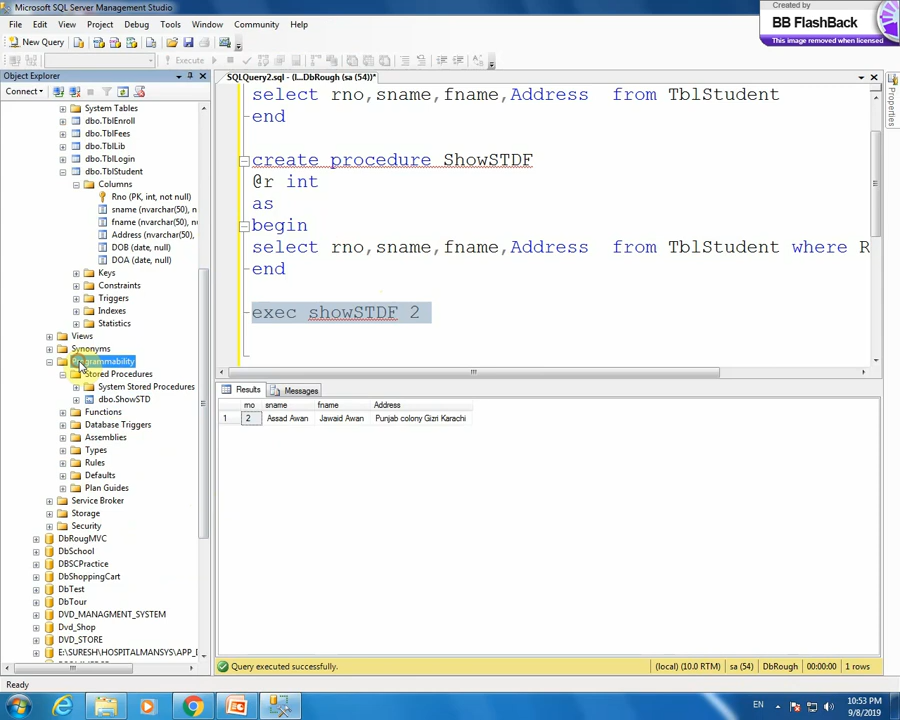 Microsoft SQL Server Management Studio
Created by
BB FlashBack
This image removed when licensed
File Edit View Project Debug Tools Window Community Help
New Query
Execute
Object Explorer
Connect
System Tables
dbo.TblEnroll
dbo.TblFees
dbo.TblLib
dbo.TblLogin
dbo.TblStudent
Columns
Rno (PK, int, not null)
sname (nvarchar(50),
fname (nvarchar(50),
Address (nvarchar(50),
DOB (date, null)
DOA (date, null)
Keys
Constraints
Triggers
Indexes
Statistics
Views
Synonyms
Programmability
Stored Procedures
System Stored Procedures
dbo.ShowSTD
Functions
Database Triggers
Assemblies
Types
Rules
Defaults
Plan Guides
Service Broker
Storage
Security
DbRougMVC
DbSchool
DBSCPractice
DbShoppingCart
DbTest
DbTour
DVD_MANAGMENT_SYSTEM
Dvd_Shop
DVD_STORE
E:\SURESH\HOSPITALMANSYS\APP_D
SQLQuery2.sql - (l...DbRough (sa (54))*
select rno,sname,fname,Address from TblStudent
end
create procedure ShowSTDF
@r int
as
begin
select rno,sname,fname,Address from TblStudent where R
end
exec showSTDF 2
Properties
Results Messages
rno sname fname Address
1 2 Assad Awan Jawaid Awan Punjab colony Gizri Karachi
Query executed successfully. (local) (10.0 RTM) sa (54) DbRough 00:00:00 1 rows
Ready
EN
10:53 PM
9/8/2019